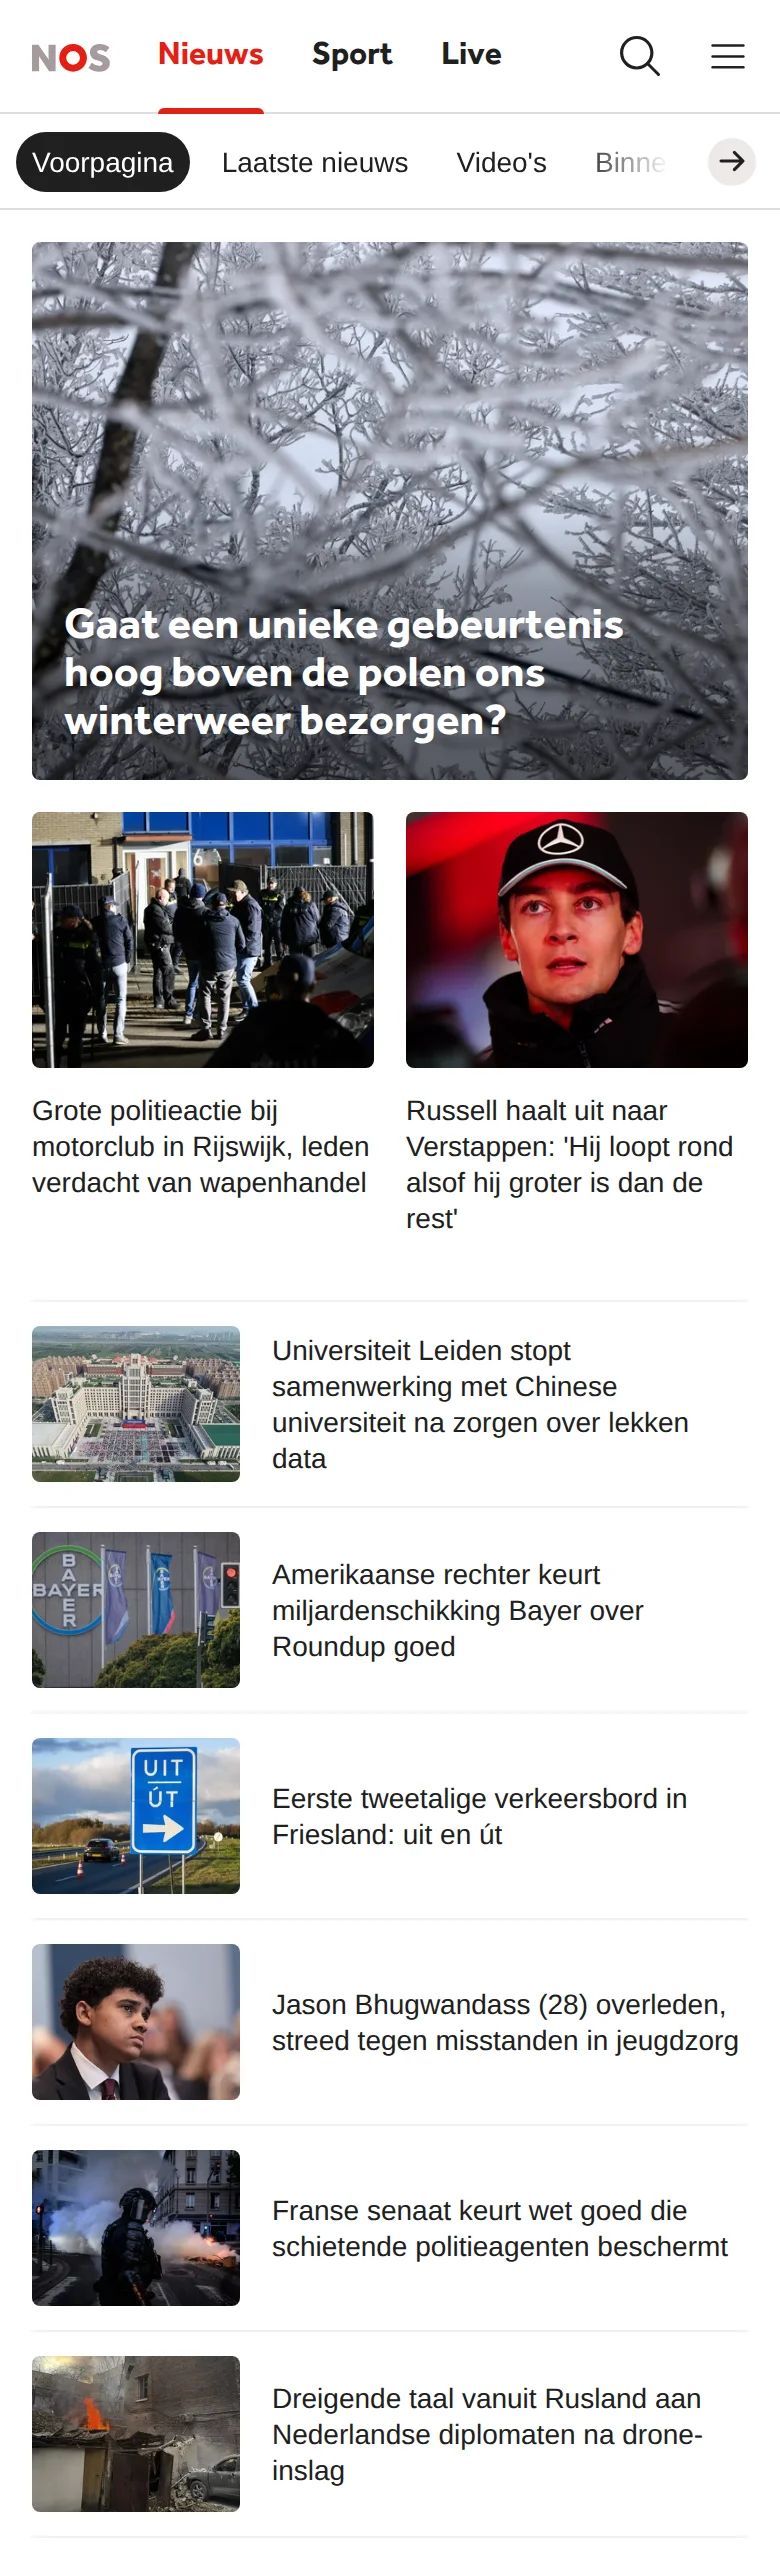 NOS Nieuws Sport Live
Voorpagina Laatste nieuws Video's Binne
Gaat een unieke gebeurtenis
hoog boven de polen ons
winterweer bezorgen?
6
Grote politieactie bij
motorclub in Rijswijk, leden
verdacht van wapenhandel
Russell haalt uit naar
Verstappen: 'Hij loopt rond
alsof hij groter is dan de
rest'
Universiteit Leiden stopt
samenwerking met Chinese
universiteit na zorgen over lekken
data
BAYER
BAYER
Amerikaanse rechter keurt
miljardenschikking Bayer over
Roundup goed
UIT
ÚT
Eerste tweetalige verkeersbord in
Friesland: uit en út
Jason Bhugwandass (28) overleden,
streed tegen misstanden in jeugdzorg
Franse senaat keurt wet goed die
schietende politieagenten beschermt
Dreigende taal vanuit Rusland aan
Nederlandse diplomaten na drone-
inslag